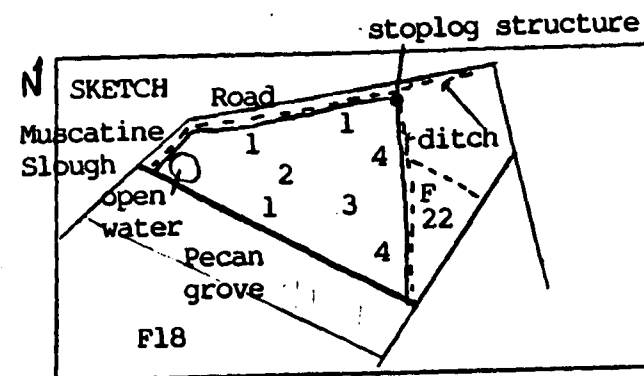 stoplog structure
N
SKETCH
Road
Muscatine
Slough
1
1
ditch
4
2
open
water
1
3
F
22
Pecan
grove
4
F18